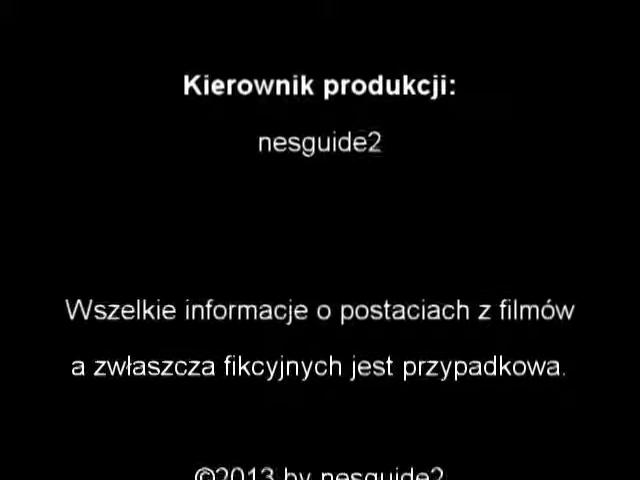 Kierownik produkcji:
nesguide2
Wszelkie informacje o postaciach z filmów
a zwłaszcza fikcyjnych jest przypadkowa.
©2013 by nesguide2